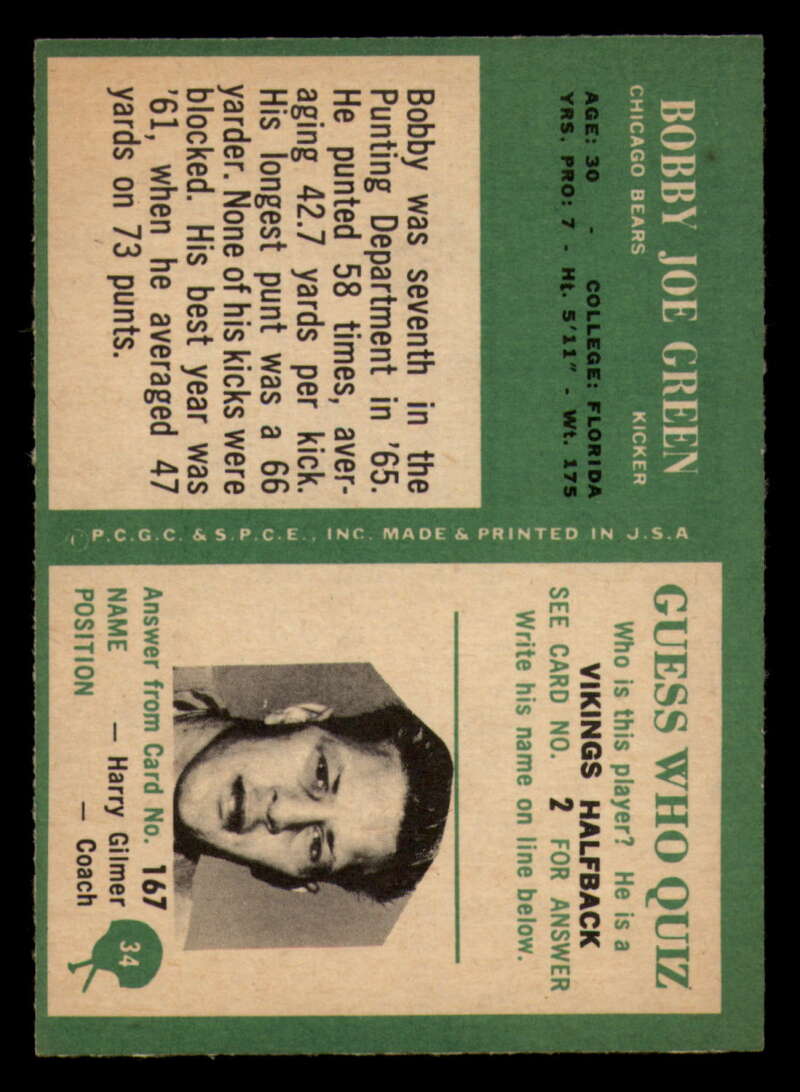 BOBBY JOE GREEN
CHICAGO BEARS KICKER
AGE: 30 - COLLEGE: FLORIDA
YRS. PRO: 7 - Ht. 5'11" - Wt. 175
Bobby was seventh in the
Punting Department in '65.
He punted 58 times, aver-
aging 42.7 yards per kick.
His longest punt was a 66
yarder. None of his kicks were
blocked. His best year was
'61, when he averaged 47
yards on 73 punts.
©P.C.G.C. & S.P.C.E., INC. MADE & PRINTED IN J.S.A
GUESS WHO QUIZ
Who is this player? He is a
VIKINGS HALFBACK
SEE CARD NO. 2 FOR ANSWER
Write his name on line below.
Answer from Card No. 167
NAME — Harry Gilmer
POSITION — Coach
34